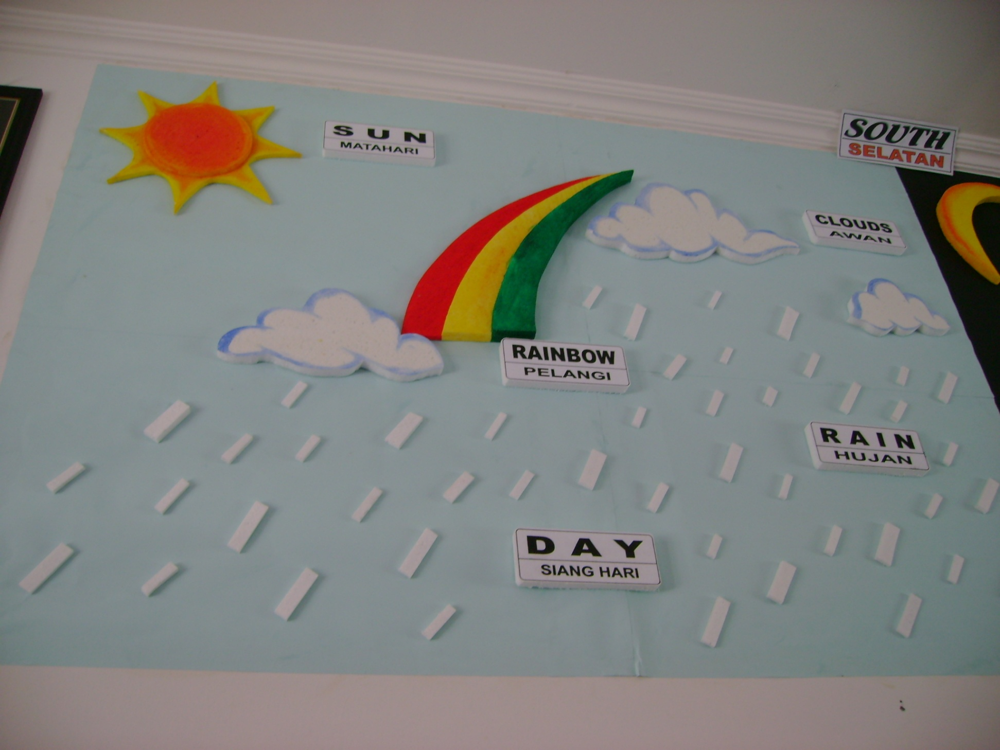 SUN
MATAHARI
SOUTH
SELATAN
CLOUDS
AWAN
RAINBOW
PELANGI
RAIN
HUJAN
DAY
SIANG HARI